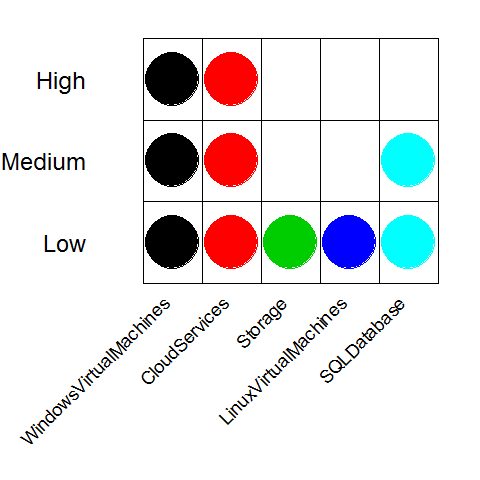 High
Medium
Low
WindowsVirtualMachines
CloudServices
Storage
LinuxVirtualMachines
SQLDatabase